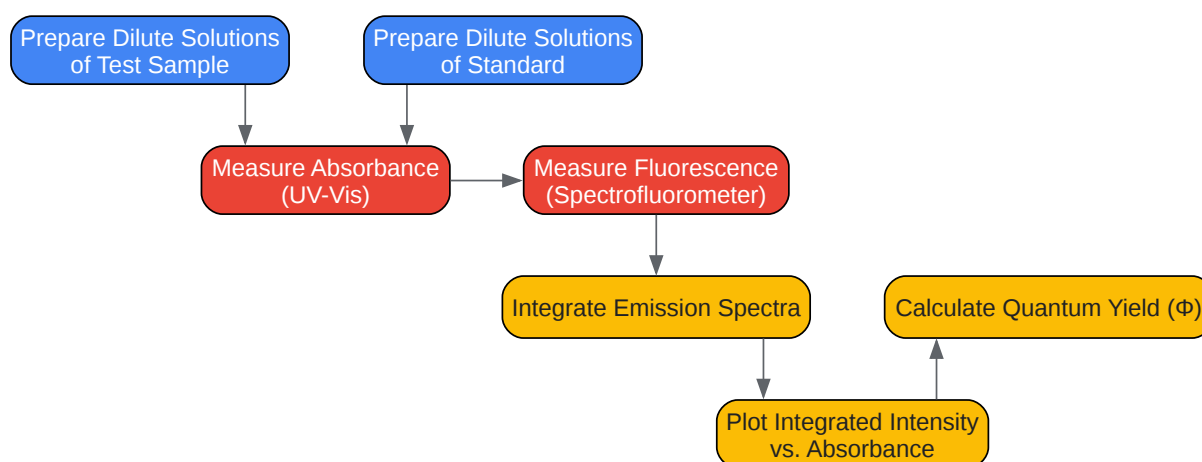 Prepare Dilute Solutions
of Test Sample
Prepare Dilute Solutions
of Standard
Measure Absorbance
(UV-Vis)
Measure Fluorescence
(Spectrofluorometer)
Integrate Emission Spectra
Calculate Quantum Yield (Φ)
Plot Integrated Intensity
vs. Absorbance